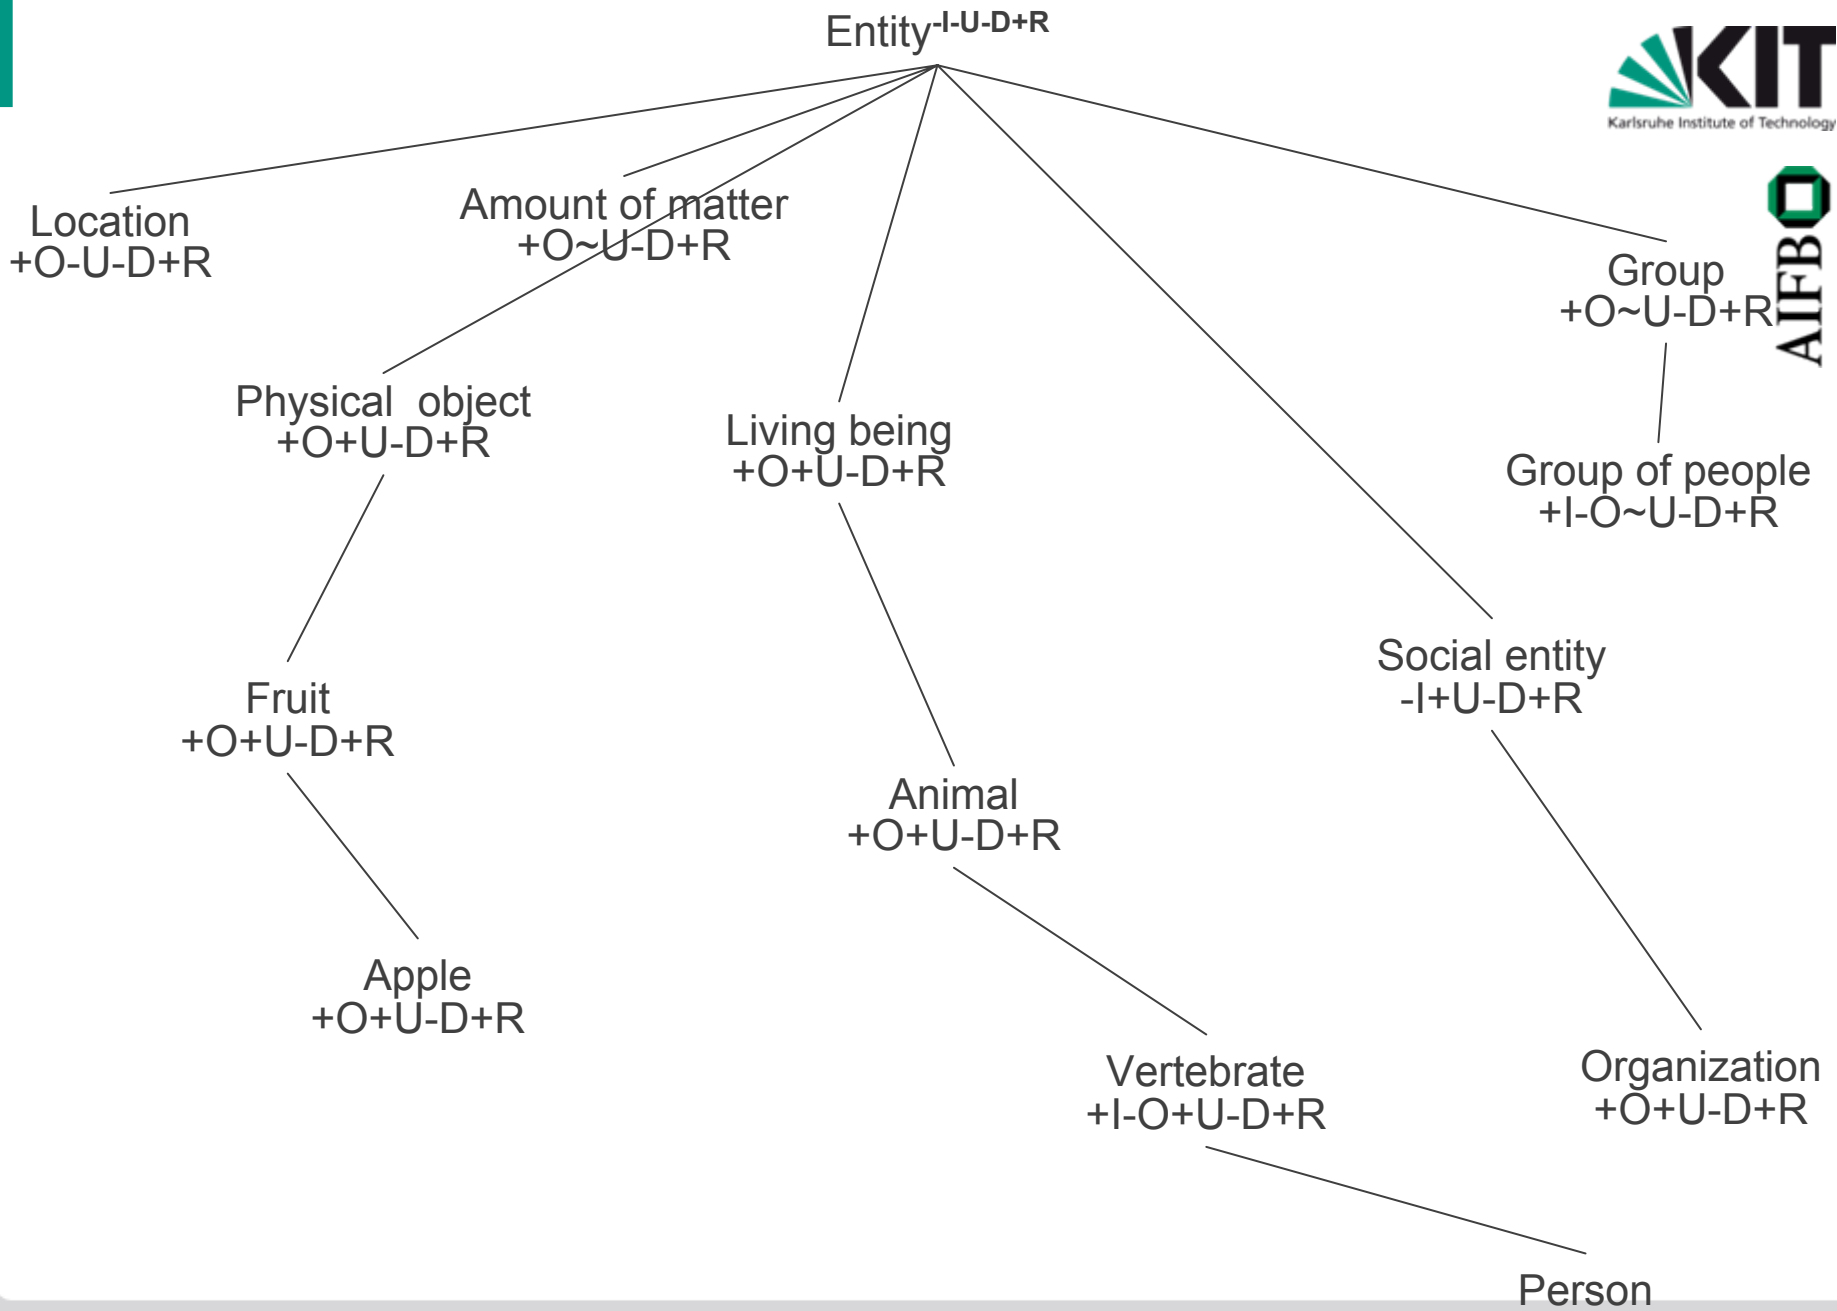 Entity-I-U-D+R
KIT
Karlsruhe Institute of Technology
AIFB
Location
+O-U-D+R
Amount of matter
+O~U-D+R
Group
+O~U-D+R
Physical object
+O+U-D+R
Living being
+O+U-D+R
Group of people
+I-O~U-D+R
Fruit
+O+U-D+R
Social entity
-I+U-D+R
Animal
+O+U-D+R
Apple
+O+U-D+R
Vertebrate
+I-O+U-D+R
Organization
+O+U-D+R
Person